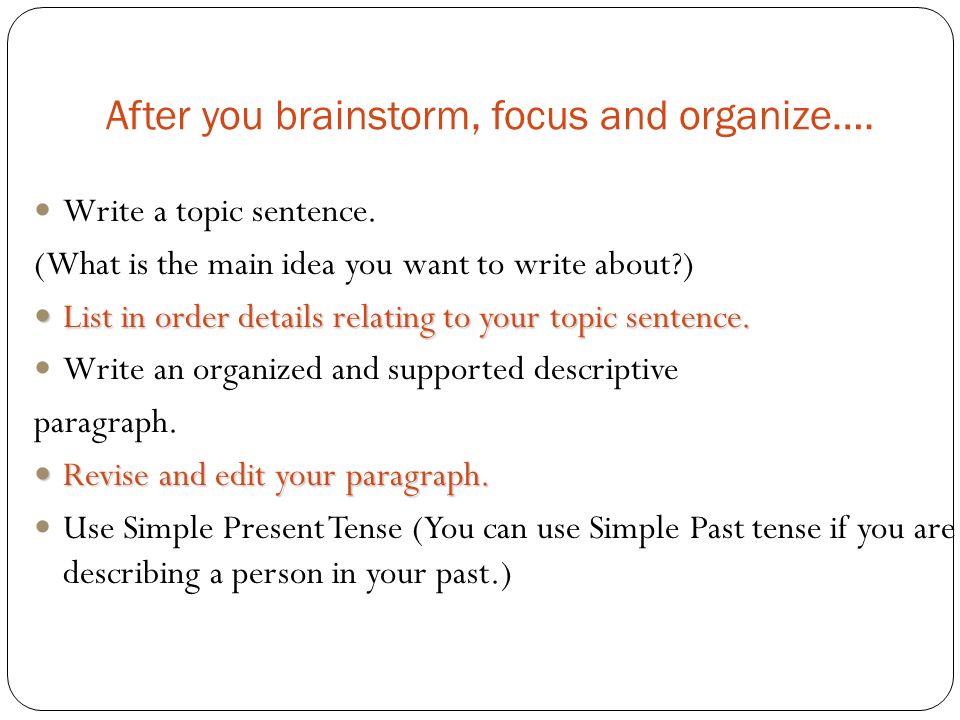 After you brainstorm, focus and organize....
• Write a topic sentence.
(What is the main idea you want to write about?)
• List in order details relating to your topic sentence.
• Write an organized and supported descriptive
paragraph.
• Revise and edit your paragraph.
• Use Simple Present Tense (You can use Simple Past tense if you are
describing a person in your past.)